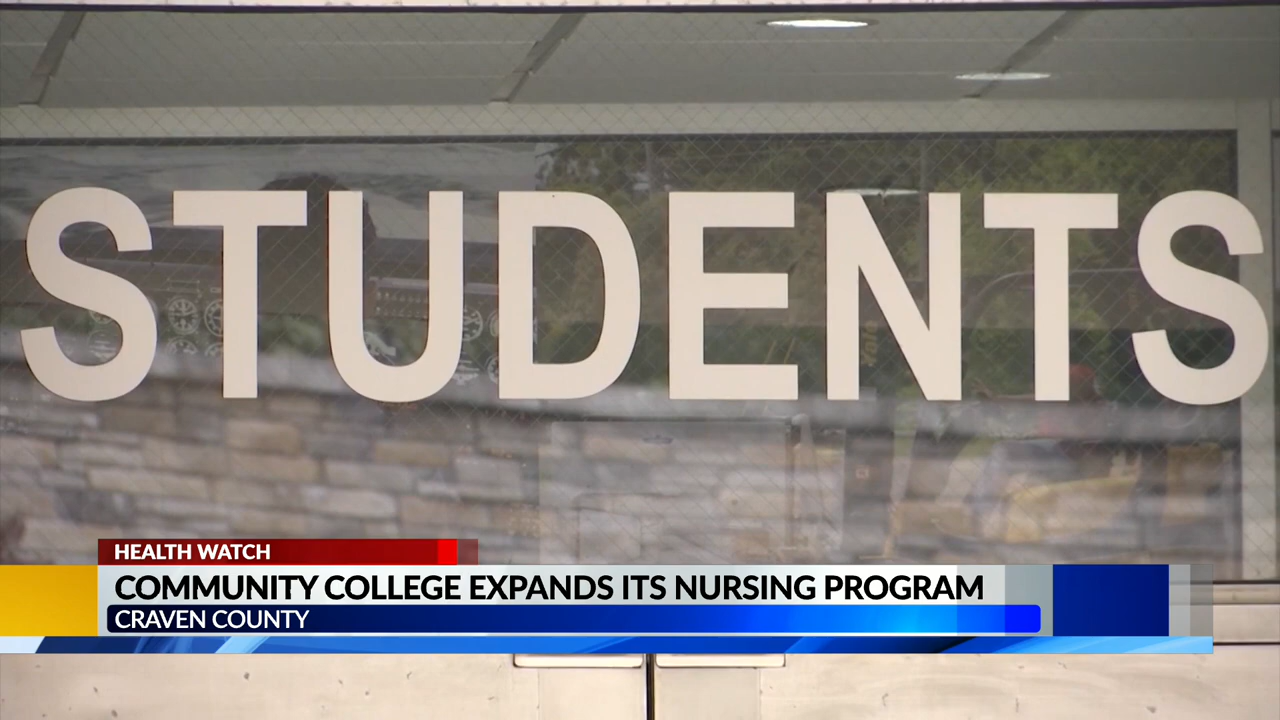 STUDENTS
HEALTH WATCH
COMMUNITY COLLEGE EXPANDS ITS NURSING PROGRAM
CRAVEN COUNTY